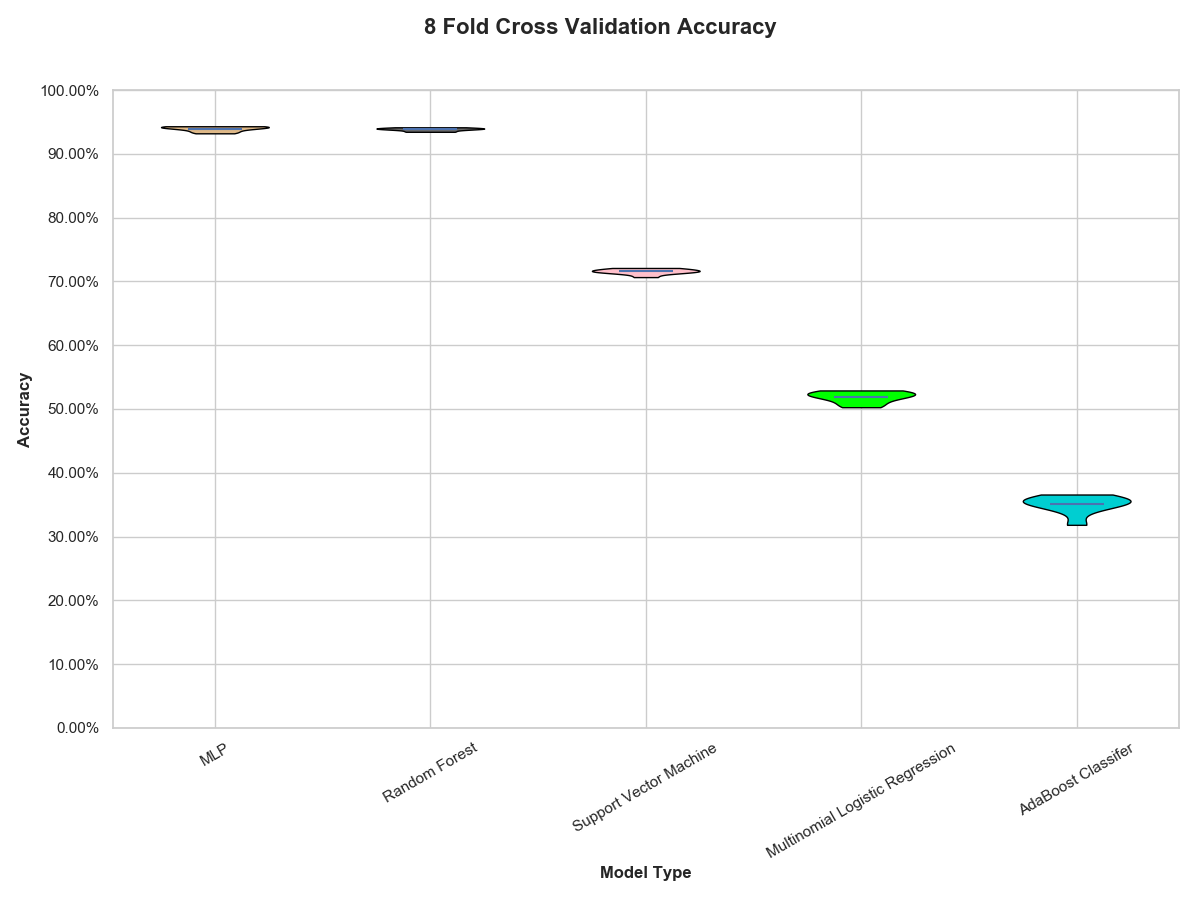 8 Fold Cross Validation Accuracy
100.00%
90.00%
80.00%
70.00%
60.00%
50.00%
40.00%
30.00%
20.00%
10.00%
0.00%
Accuracy
MLP
Random Forest
Support Vector Machine
Multinomial Logistic Regression
AdaBoost Classifer
Model Type